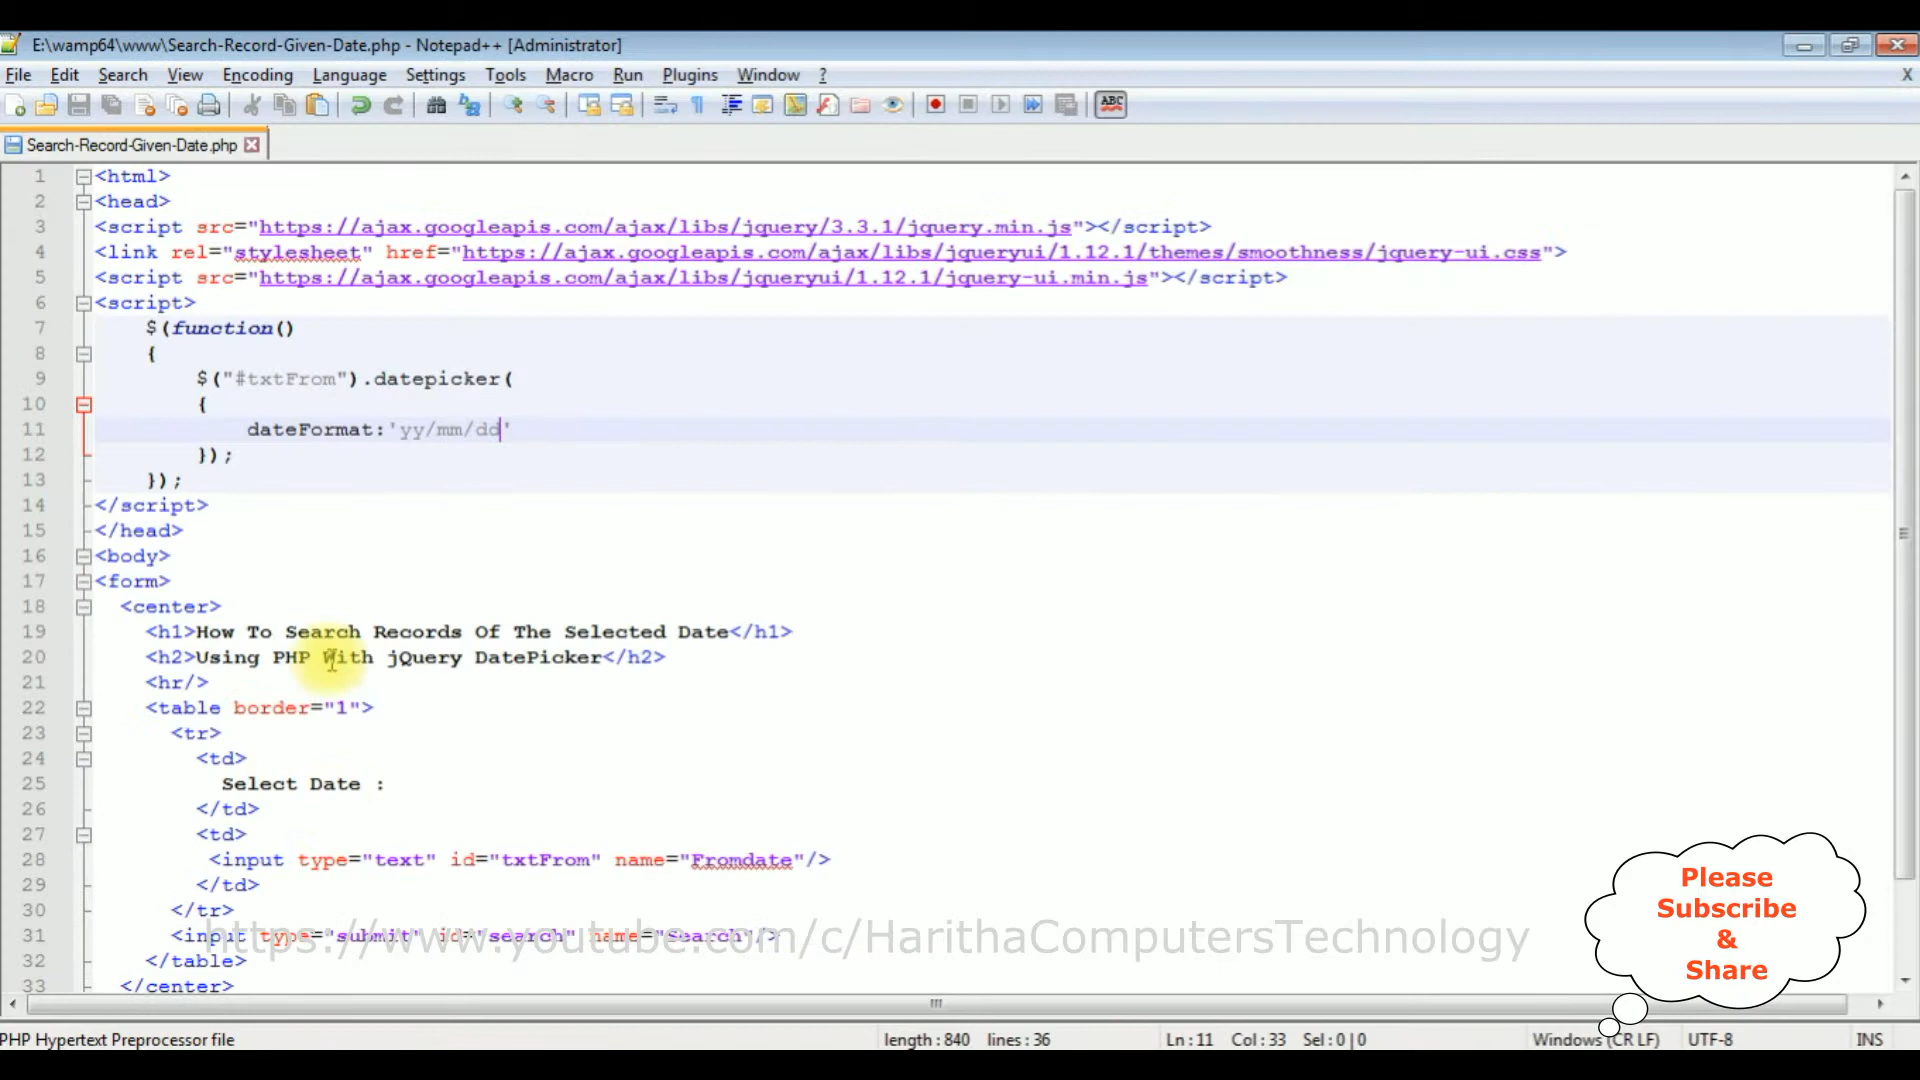 E:\wamp64\www\Search-Record-Given-Date.php - Notepad++ [Administrator]
File Edit Search View Encoding Language Settings Tools Macro Run Plugins Window ? X
ABC
Search-Record-Given-Date.php
1 <html>
2 <head>
3 <script src="https://ajax.googleapis.com/ajax/libs/jquery/3.3.1/jquery.min.js"></script>
4 <link rel="stylesheet" href="https://ajax.googleapis.com/ajax/libs/jqueryui/1.12.1/themes/smoothness/jquery-ui.css">
5 <script src="https://ajax.googleapis.com/ajax/libs/jqueryui/1.12.1/jquery-ui.min.js"></script>
6 <script>
7 $(function()
8 {
9 $("#txtFrom").datepicker(
10 {
11 dateFormat:'yy/mm/dd'
12 });
13 });
14 </script>
15 </head>
16 <body>
17 <form>
18 <center>
19 <h1>How To Search Records Of The Selected Date</h1>
20 <h2>Using PHP With jQuery DatePicker</h2>
21 <hr/>
22 <table border="1">
23 <tr>
24 <td>
25 Select Date :
26 </td>
27 <td>
28 <input type="text" id="txtFrom" name="Fromdate"/>
29 </td>
30 </tr>
31 <input type="submit" id="search" name="Search"/>
32 </table>
33 </center>
https://www.youtube.com/c/HarithaComputersTechnology
Please
Subscribe
&
Share
PHP Hypertext Preprocessor file length : 840 lines : 36 Ln : 11 Col : 33 Sel : 0 | 0 Windows (CR LF) UTF-8 INS